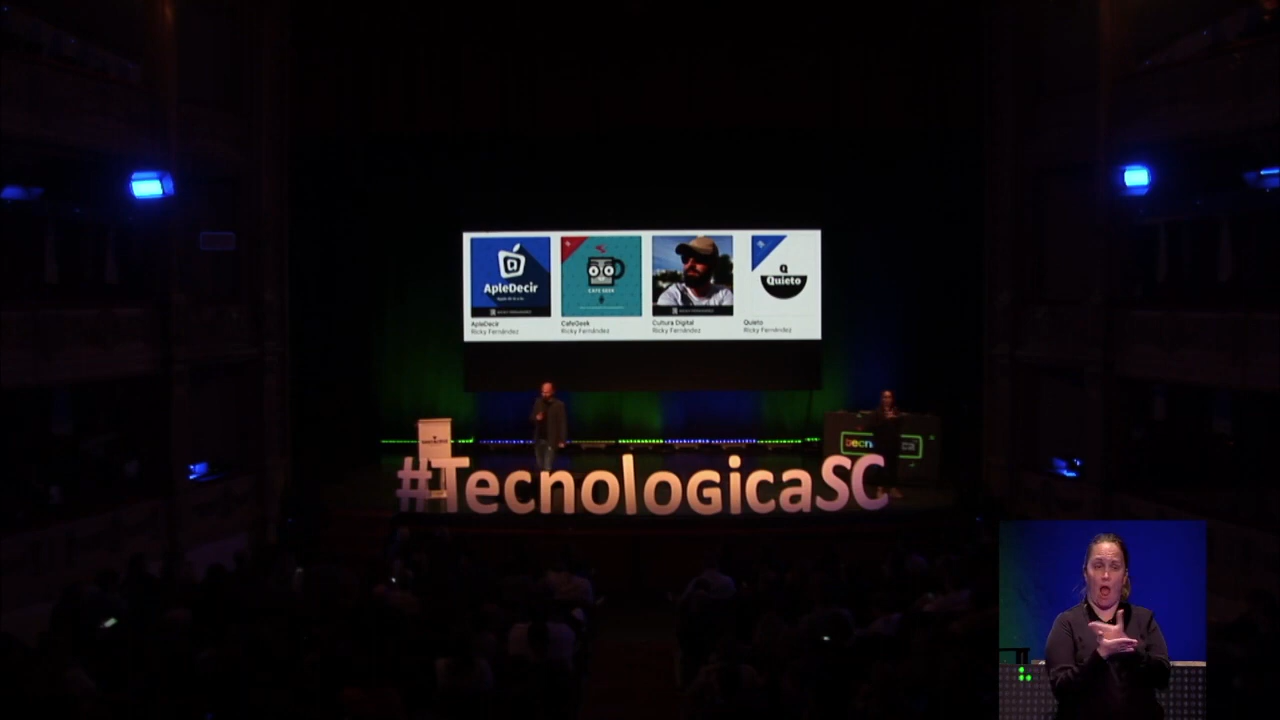 ApleDecir
CAFE GEEK
Quieto
ApleDecir
Ricky Fernández
CafeGeek
Ricky Fernández
Cultura Digital
Ricky Fernández
Quieto
Ricky Fernández
#TecnologicaSC